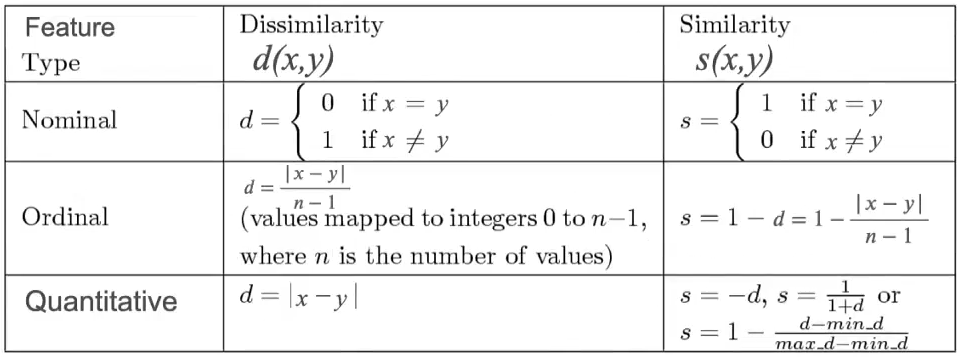 Feature Type | Dissimilarity d(x,y) | Similarity s(x,y)
Nominal | d = { 0 if x = y | s = { 1 if x = y
1 if x ≠ y | 0 if x ≠ y
Ordinal | d = |x − y| / n − 1 | s = 1 − d = 1 − |x − y| / n − 1
(values mapped to integers 0 to n−1,
where n is the number of values)
Quantitative | d = |x − y| | s = −d, s = 1 / 1+d or
s = 1 − d−min_d / max_d−min_d